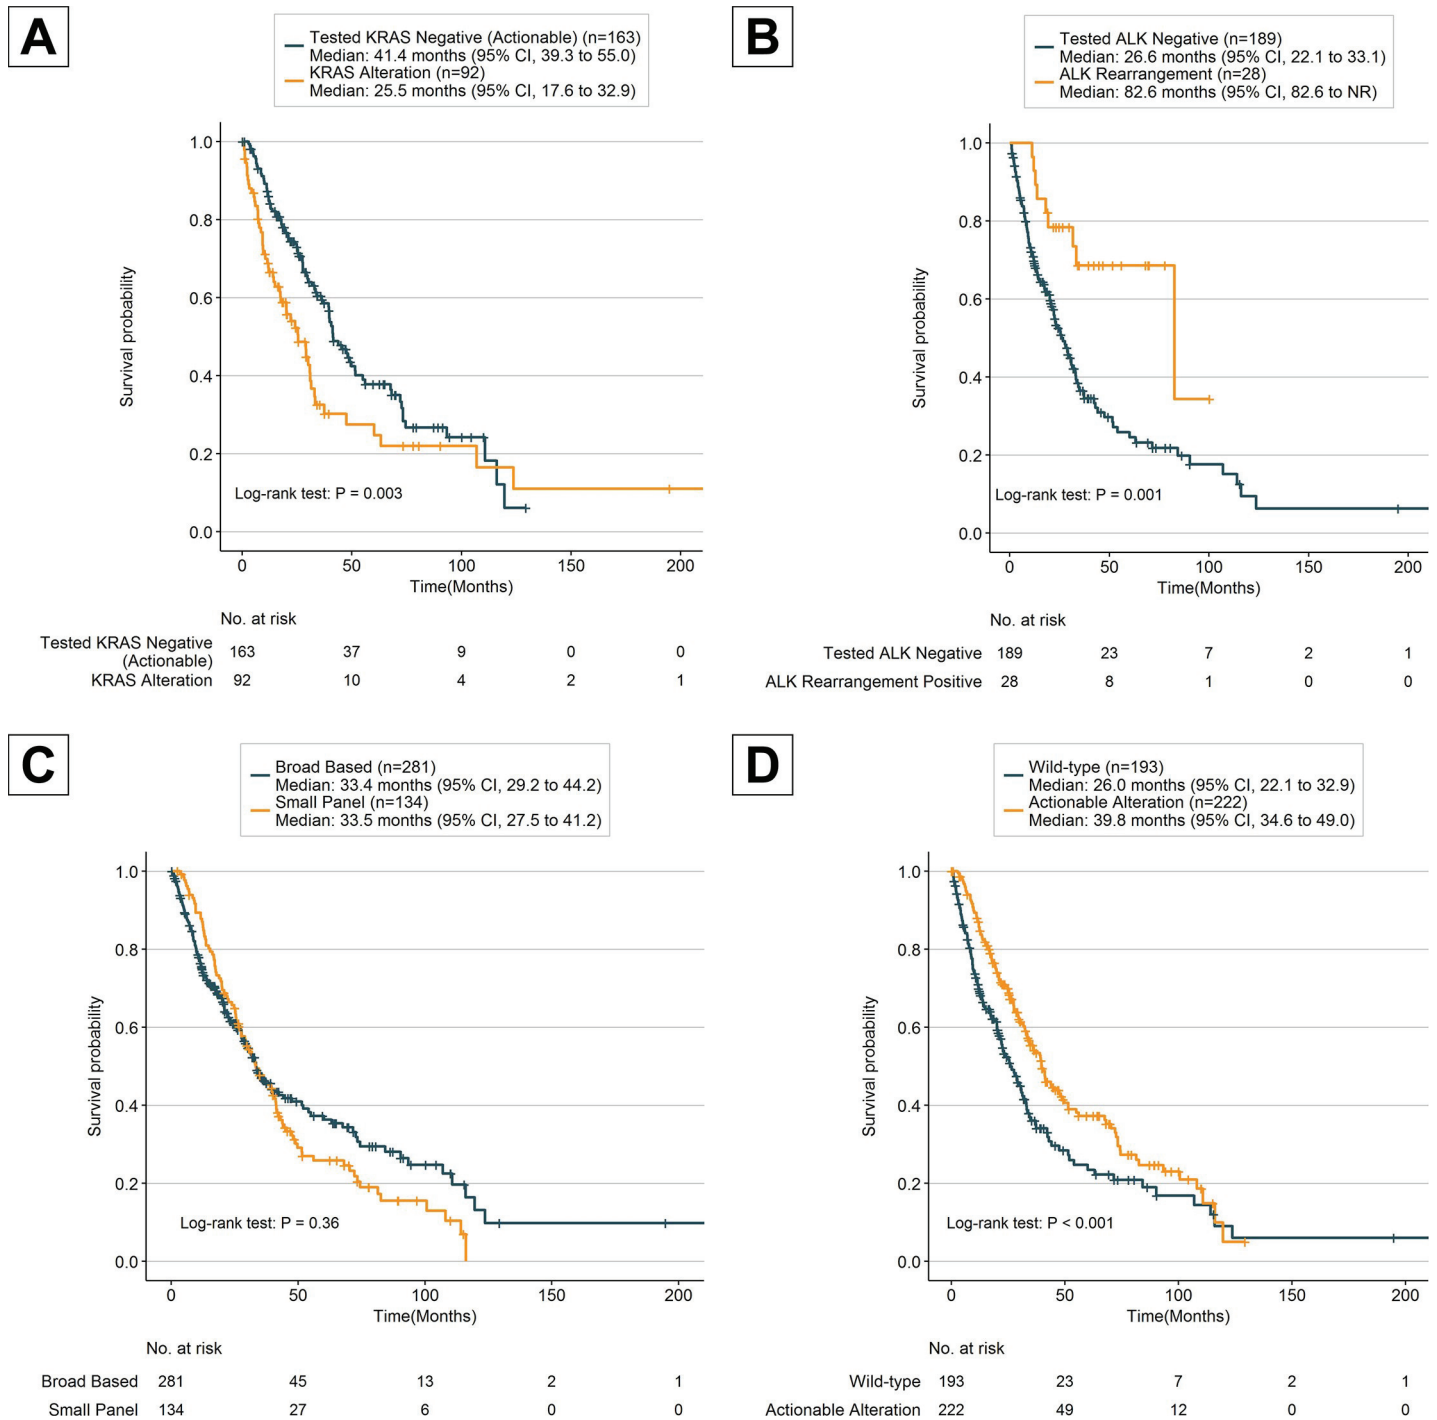 A
Tested KRAS Negative (Actionable) (n=163)
Median: 41.4 months (95% CI, 39.3 to 55.0)
KRAS Alteration (n=92)
Median: 25.5 months (95% CI, 17.6 to 32.9)
1.0
0.8
0.6
0.4
0.2
0.0
Survival probability
Log-rank test: P = 0.003
0 50 100 150 200
Time(Months)
No. at risk
Tested KRAS Negative
(Actionable) 163 37 9 0 0
KRAS Alteration 92 10 4 2 1
B
Tested ALK Negative (n=189)
Median: 26.6 months (95% CI, 22.1 to 33.1)
ALK Rearrangement (n=28)
Median: 82.6 months (95% CI, 82.6 to NR)
1.0
0.8
0.6
0.4
0.2
0.0
Survival probability
Log-rank test: P = 0.001
0 50 100 150 200
Time(Months)
No. at risk
Tested ALK Negative 189 23 7 2 1
ALK Rearrangement Positive 28 8 1 0 0
C
Broad Based (n=281)
Median: 33.4 months (95% CI, 29.2 to 44.2)
Small Panel (n=134)
Median: 33.5 months (95% CI, 27.5 to 41.2)
1.0
0.8
0.6
0.4
0.2
0.0
Survival probability
Log-rank test: P = 0.36
0 50 100 150 200
Time(Months)
No. at risk
Broad Based 281 45 13 2 1
Small Panel 134 27 6 0 0
D
Wild-type (n=193)
Median: 26.0 months (95% CI, 22.1 to 32.9)
Actionable Alteration (n=222)
Median: 39.8 months (95% CI, 34.6 to 49.0)
1.0
0.8
0.6
0.4
0.2
0.0
Survival probability
Log-rank test: P < 0.001
0 50 100 150 200
Time(Months)
No. at risk
Wild-type 193 23 7 2 1
Actionable Alteration 222 49 12 0 0